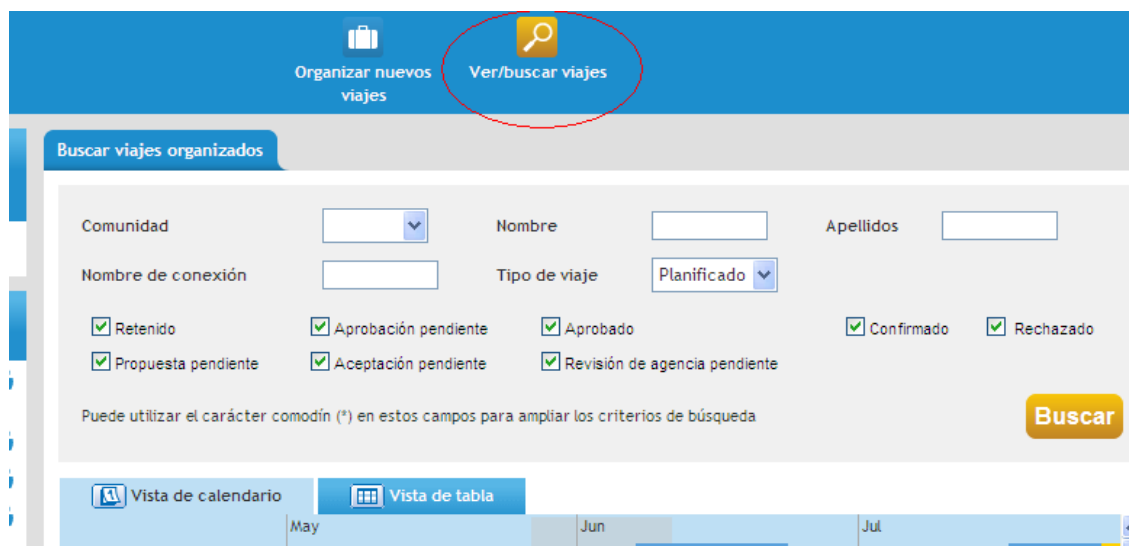 Organizar nuevos viajes
Ver/buscar viajes
Buscar viajes organizados
Comunidad
Nombre
Apellidos
Nombre de conexión
Tipo de viaje
Planificado
Retenido
Aprobación pendiente
Aprobado
Confirmado
Rechazado
Propuesta pendiente
Aceptación pendiente
Revisión de agencia pendiente
Puede utilizar el carácter comodín (*) en estos campos para ampliar los criterios de búsqueda
Buscar
Vista de calendario
Vista de tabla
May
Jun
Jul